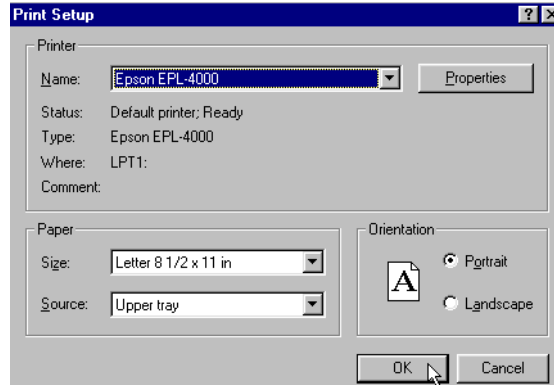 Print Setup
Printer
Name: Epson EPL-4000 Properties
Status: Default printer; Ready
Type: Epson EPL-4000
Where: LPT1:
Comment:
Paper
Size: Letter 8 1/2 x 11 in
Source: Upper tray
Orientation
A
Portrait
Landscape
OK Cancel